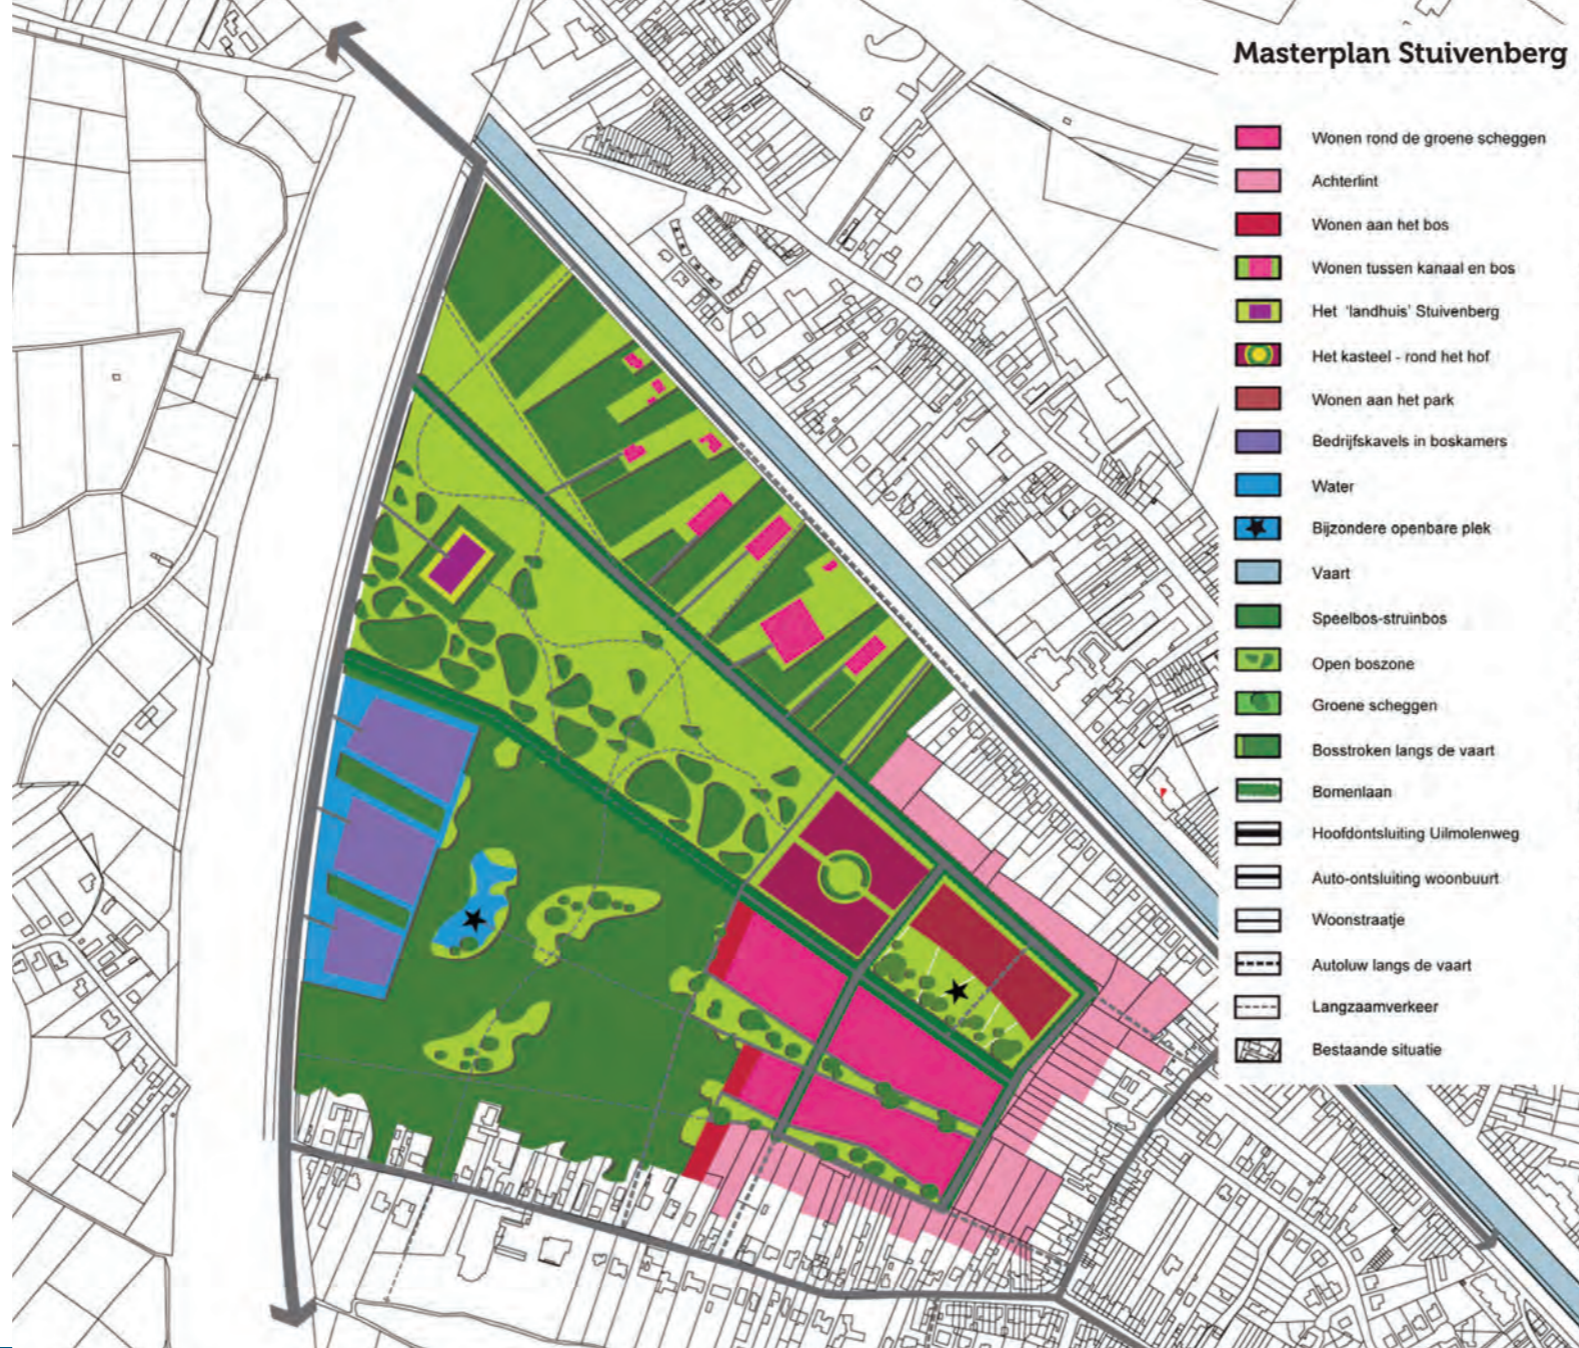 Masterplan Stuivenberg
Wonen rond de groene scheggen
Achterlint
Wonen aan het bos
Wonen tussen kanaal en bos
Het 'landhuis' Stuivenberg
Het kasteel - rond het hof
Wonen aan het park
Bedrijfskavels in boskamers
Water
Bijzondere openbare plek
Vaart
Speelbos-struinbos
Open boszone
Groene scheggen
Bosstroken langs de vaart
Bomenlaan
Hoofdontsluiting Uilmolenweg
Auto-ontsluiting woonbuurt
Woonstraatje
Autoluw langs de vaart
Langzaamverkeer
Bestaande situatie